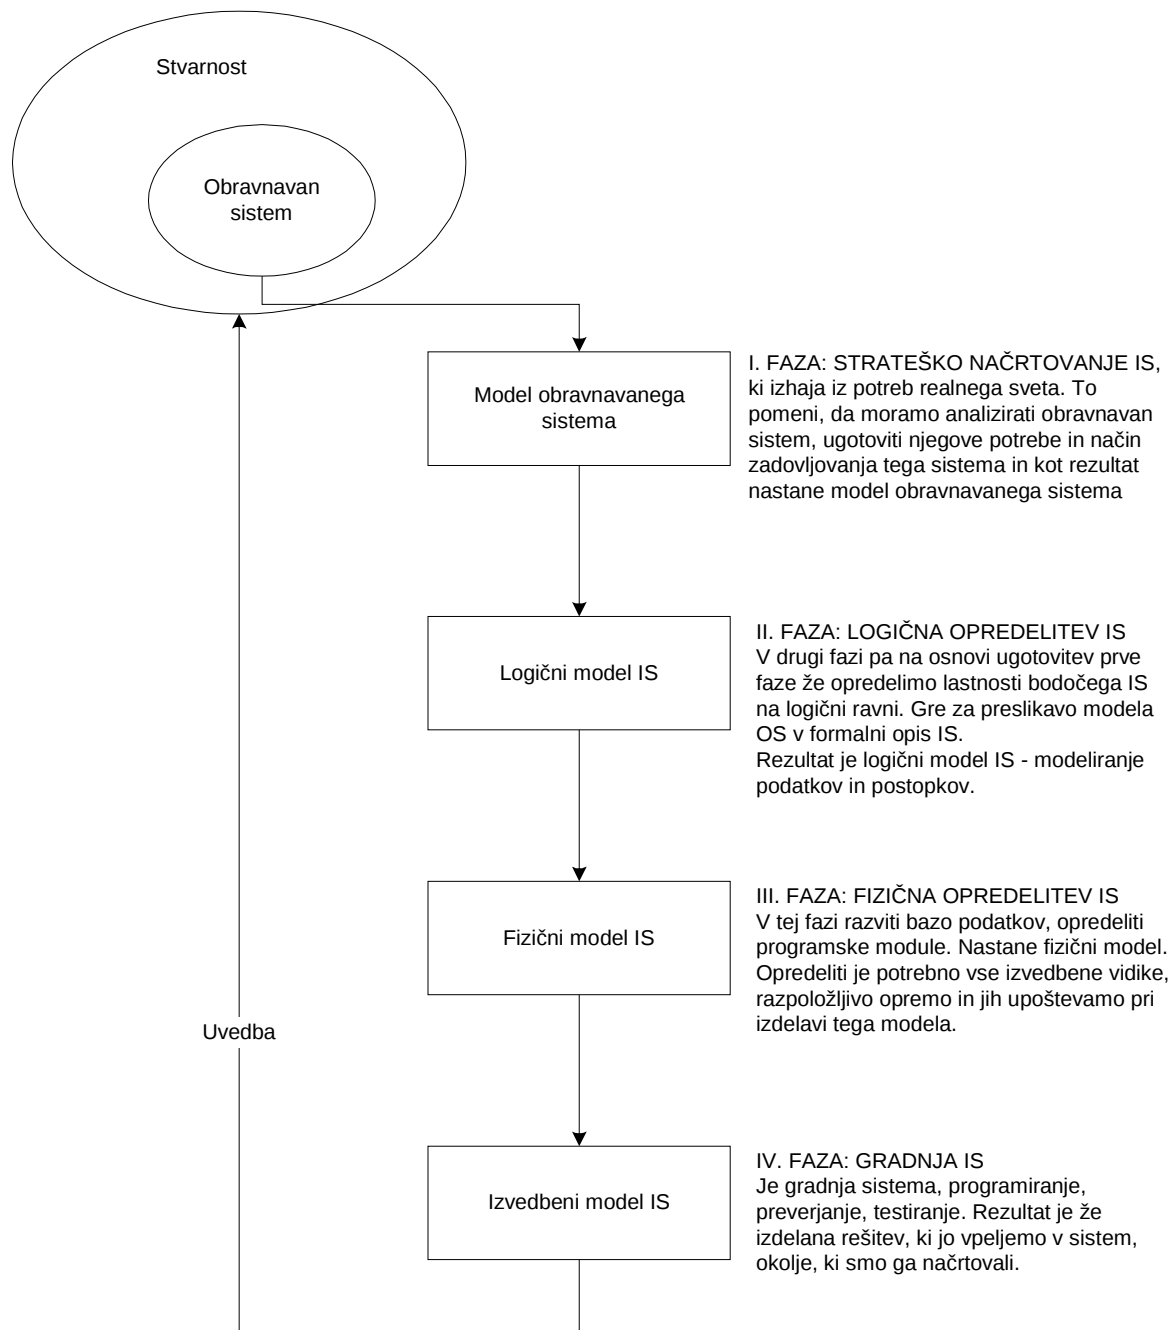 Stvarnost
Obravnavan
sistem
Model obravnavanega
sistema
I. FAZA: STRATEŠKO NAČRTOVANJE IS,
ki izhaja iz potreb realnega sveta. To
pomeni, da moramo analizirati obravnavan
sistem, ugotoviti njegove potrebe in način
zadovljovanja tega sistema in kot rezultat
nastane model obravnavanega sistema
Logični model IS
II. FAZA: LOGIČNA OPREDELITEV IS
V drugi fazi pa na osnovi ugotovitev prve
faze že opredelimo lastnosti bodočega IS
na logični ravni. Gre za preslikavo modela
OS v formalni opis IS.
Rezultat je logični model IS - modeliranje
podatkov in postopkov.
Fizični model IS
III. FAZA: FIZIČNA OPREDELITEV IS
V tej fazi razviti bazo podatkov, opredeliti
programske module. Nastane fizični model.
Opredeliti je potrebno vse izvedbene vidike,
razpoložljivo opremo in jih upoštevamo pri
izdelavi tega modela.
Uvedba
Izvedbeni model IS
IV. FAZA: GRADNJA IS
Je gradnja sistema, programiranje,
preverjanje, testiranje. Rezultat je že
izdelana rešitev, ki jo vpeljemo v sistem,
okolje, ki smo ga načrtovali.